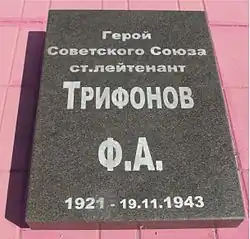 Герой
Советского Союза
ст.лейтенант
ТРИФОНОВ
Ф.А.
1921 - 19.11.1943